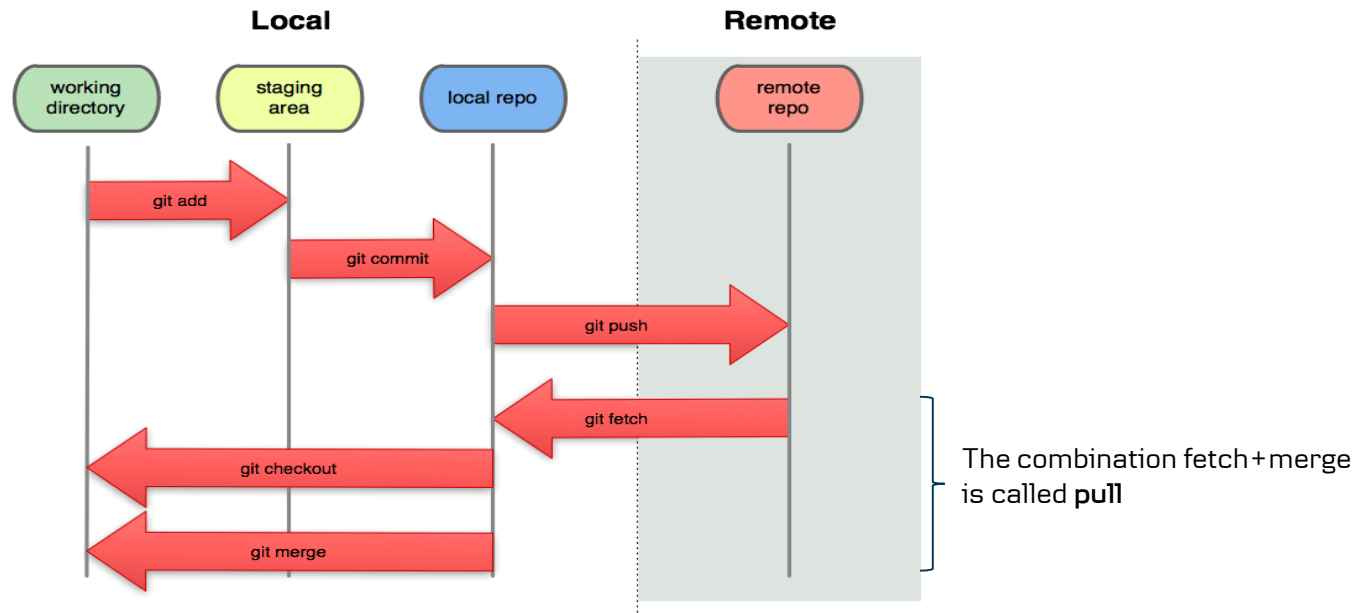 Local
Remote
working
directory
staging
area
local repo
remote
repo
git add
git commit
git push
git fetch
git checkout
git merge
The combination fetch+merge
is called pull